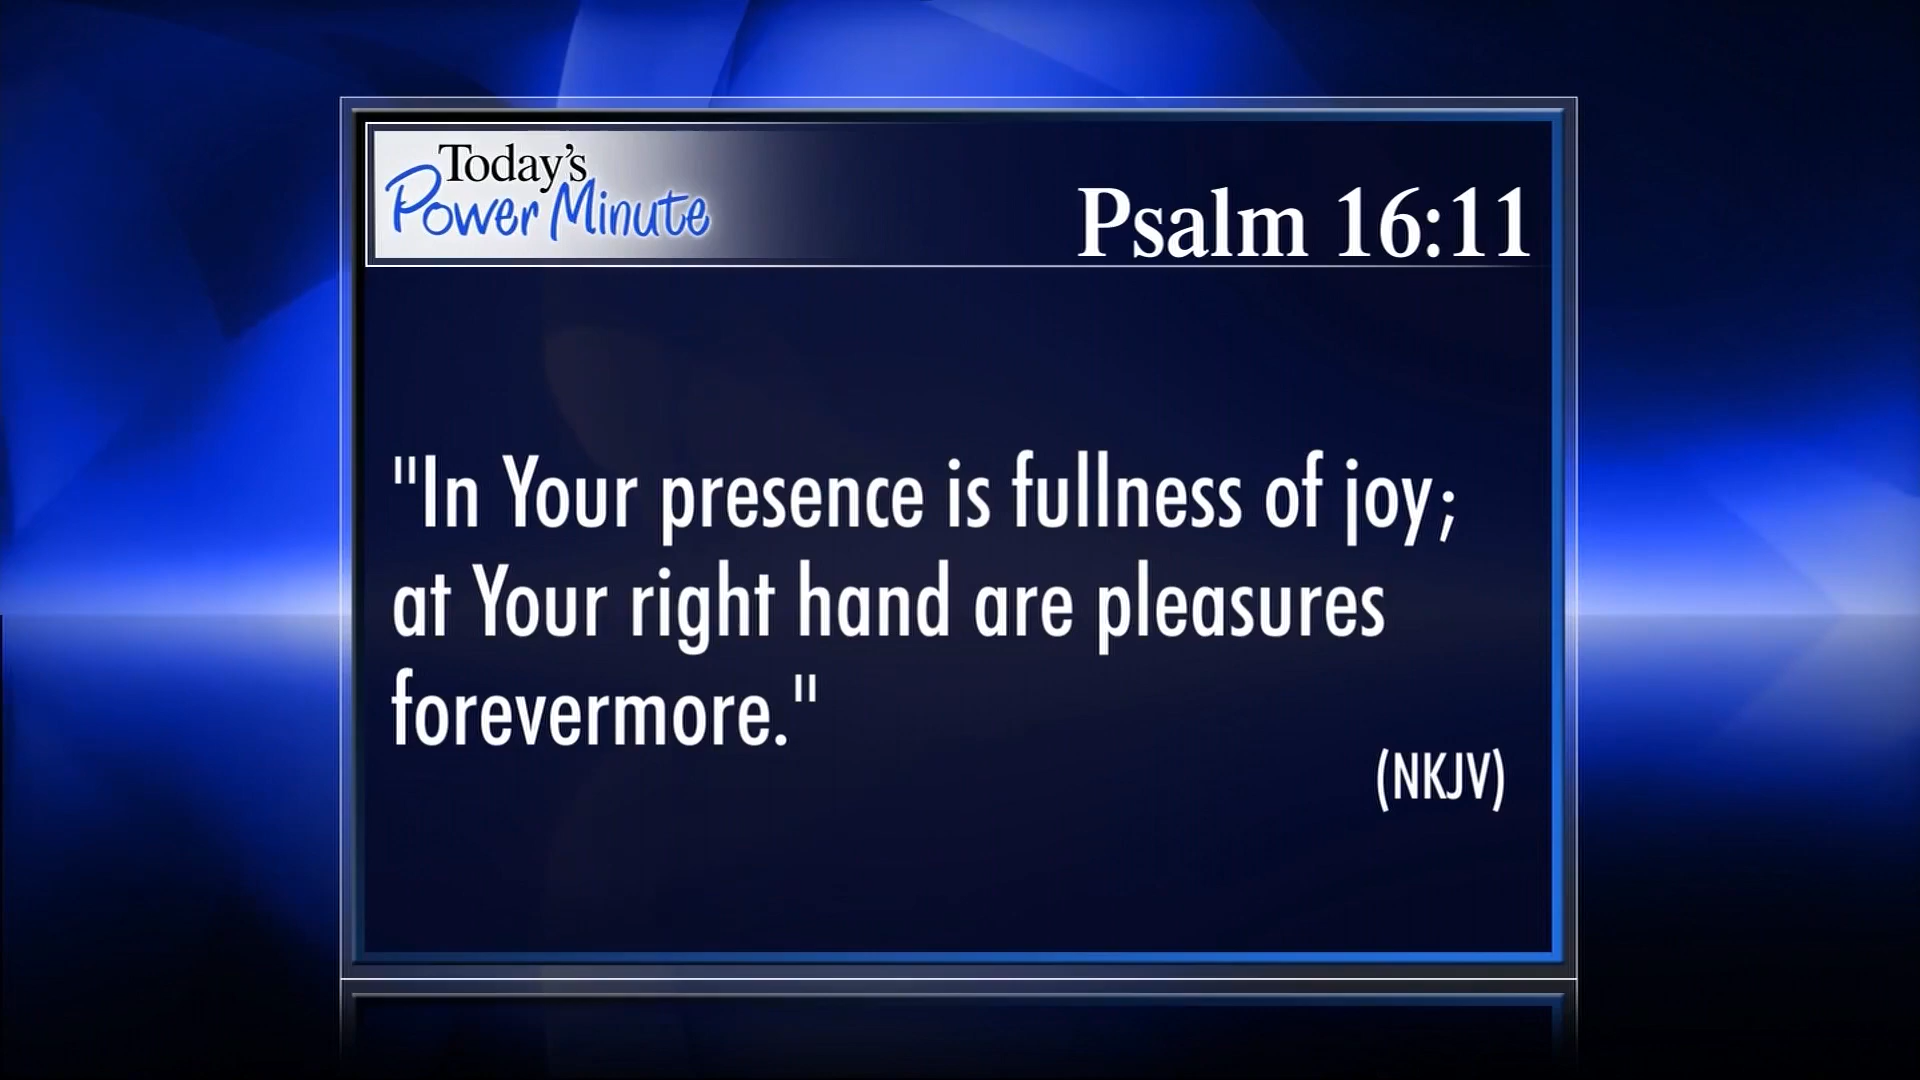 Today's
Power Minute
Psalm 16:11
"In Your presence is fullness of joy;
at Your right hand are pleasures
forevermore."
(NKJV)